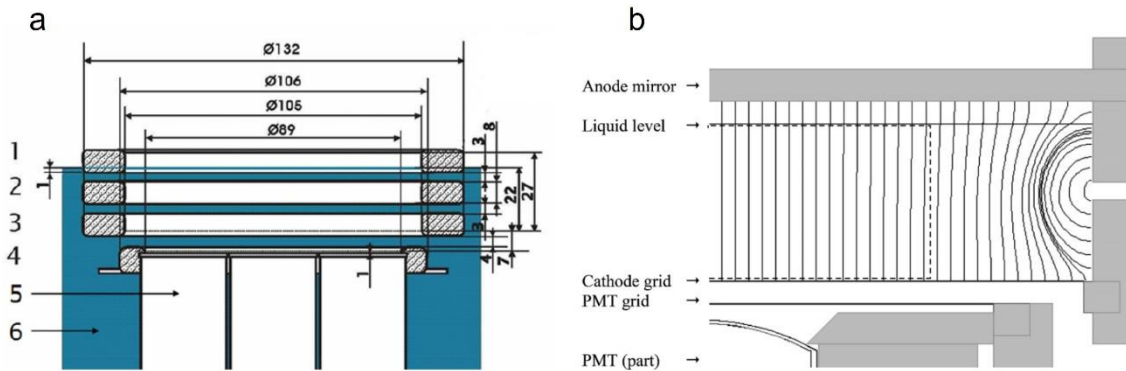 a
Ø132
Ø106
Ø105
Ø89
1
2
3
4
5
6
1
3
8
22
27
3
4
7
1
b
Anode mirror →
Liquid level →
Cathode grid →
PMT grid →
PMT (part) →